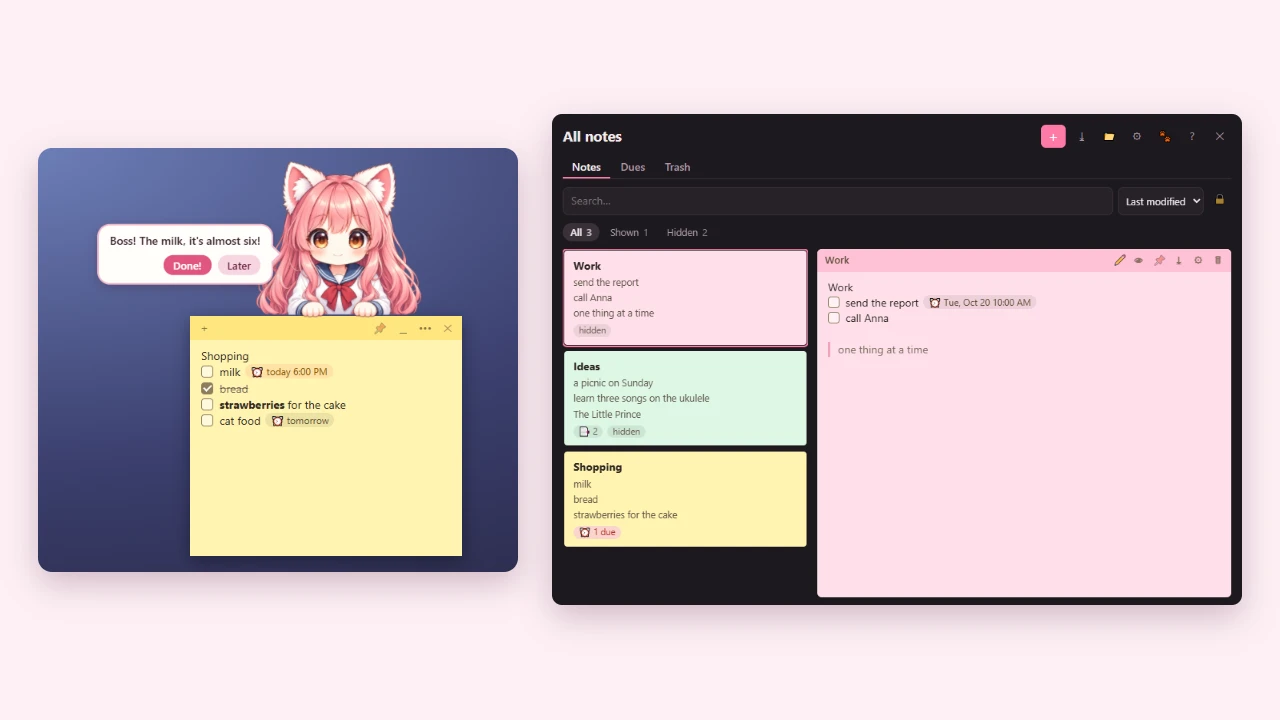 Boss! The milk, it's almost six!
Done! Later
Shopping
milk today 6:00 PM
bread
strawberries for the cake
cat food tomorrow
All notes
Notes Dues Trash
Search...
Last modified
All 3 Shown 1 Hidden 2
Work
send the report
call Anna
one thing at a time
hidden
Ideas
a picnic on Sunday
learn three songs on the ukulele
The Little Prince
2 hidden
Shopping
milk
bread
strawberries for the cake
1 due
Work
Work
send the report Tue, Oct 20 10:00 AM
call Anna
one thing at a time